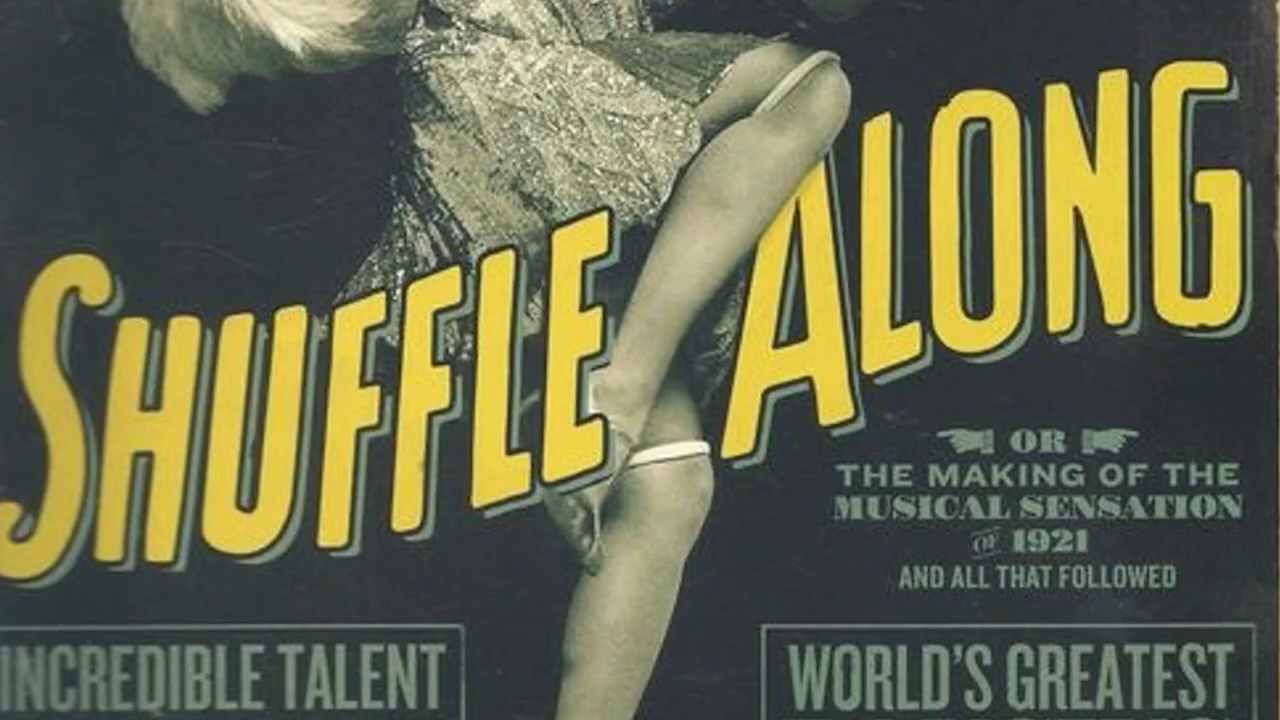 SHUFFLE ALONG
OR
THE MAKING OF THE
MUSICAL SENSATION
OF 1921
AND ALL THAT FOLLOWED
INCREDIBLE TALENT
WORLD'S GREATEST